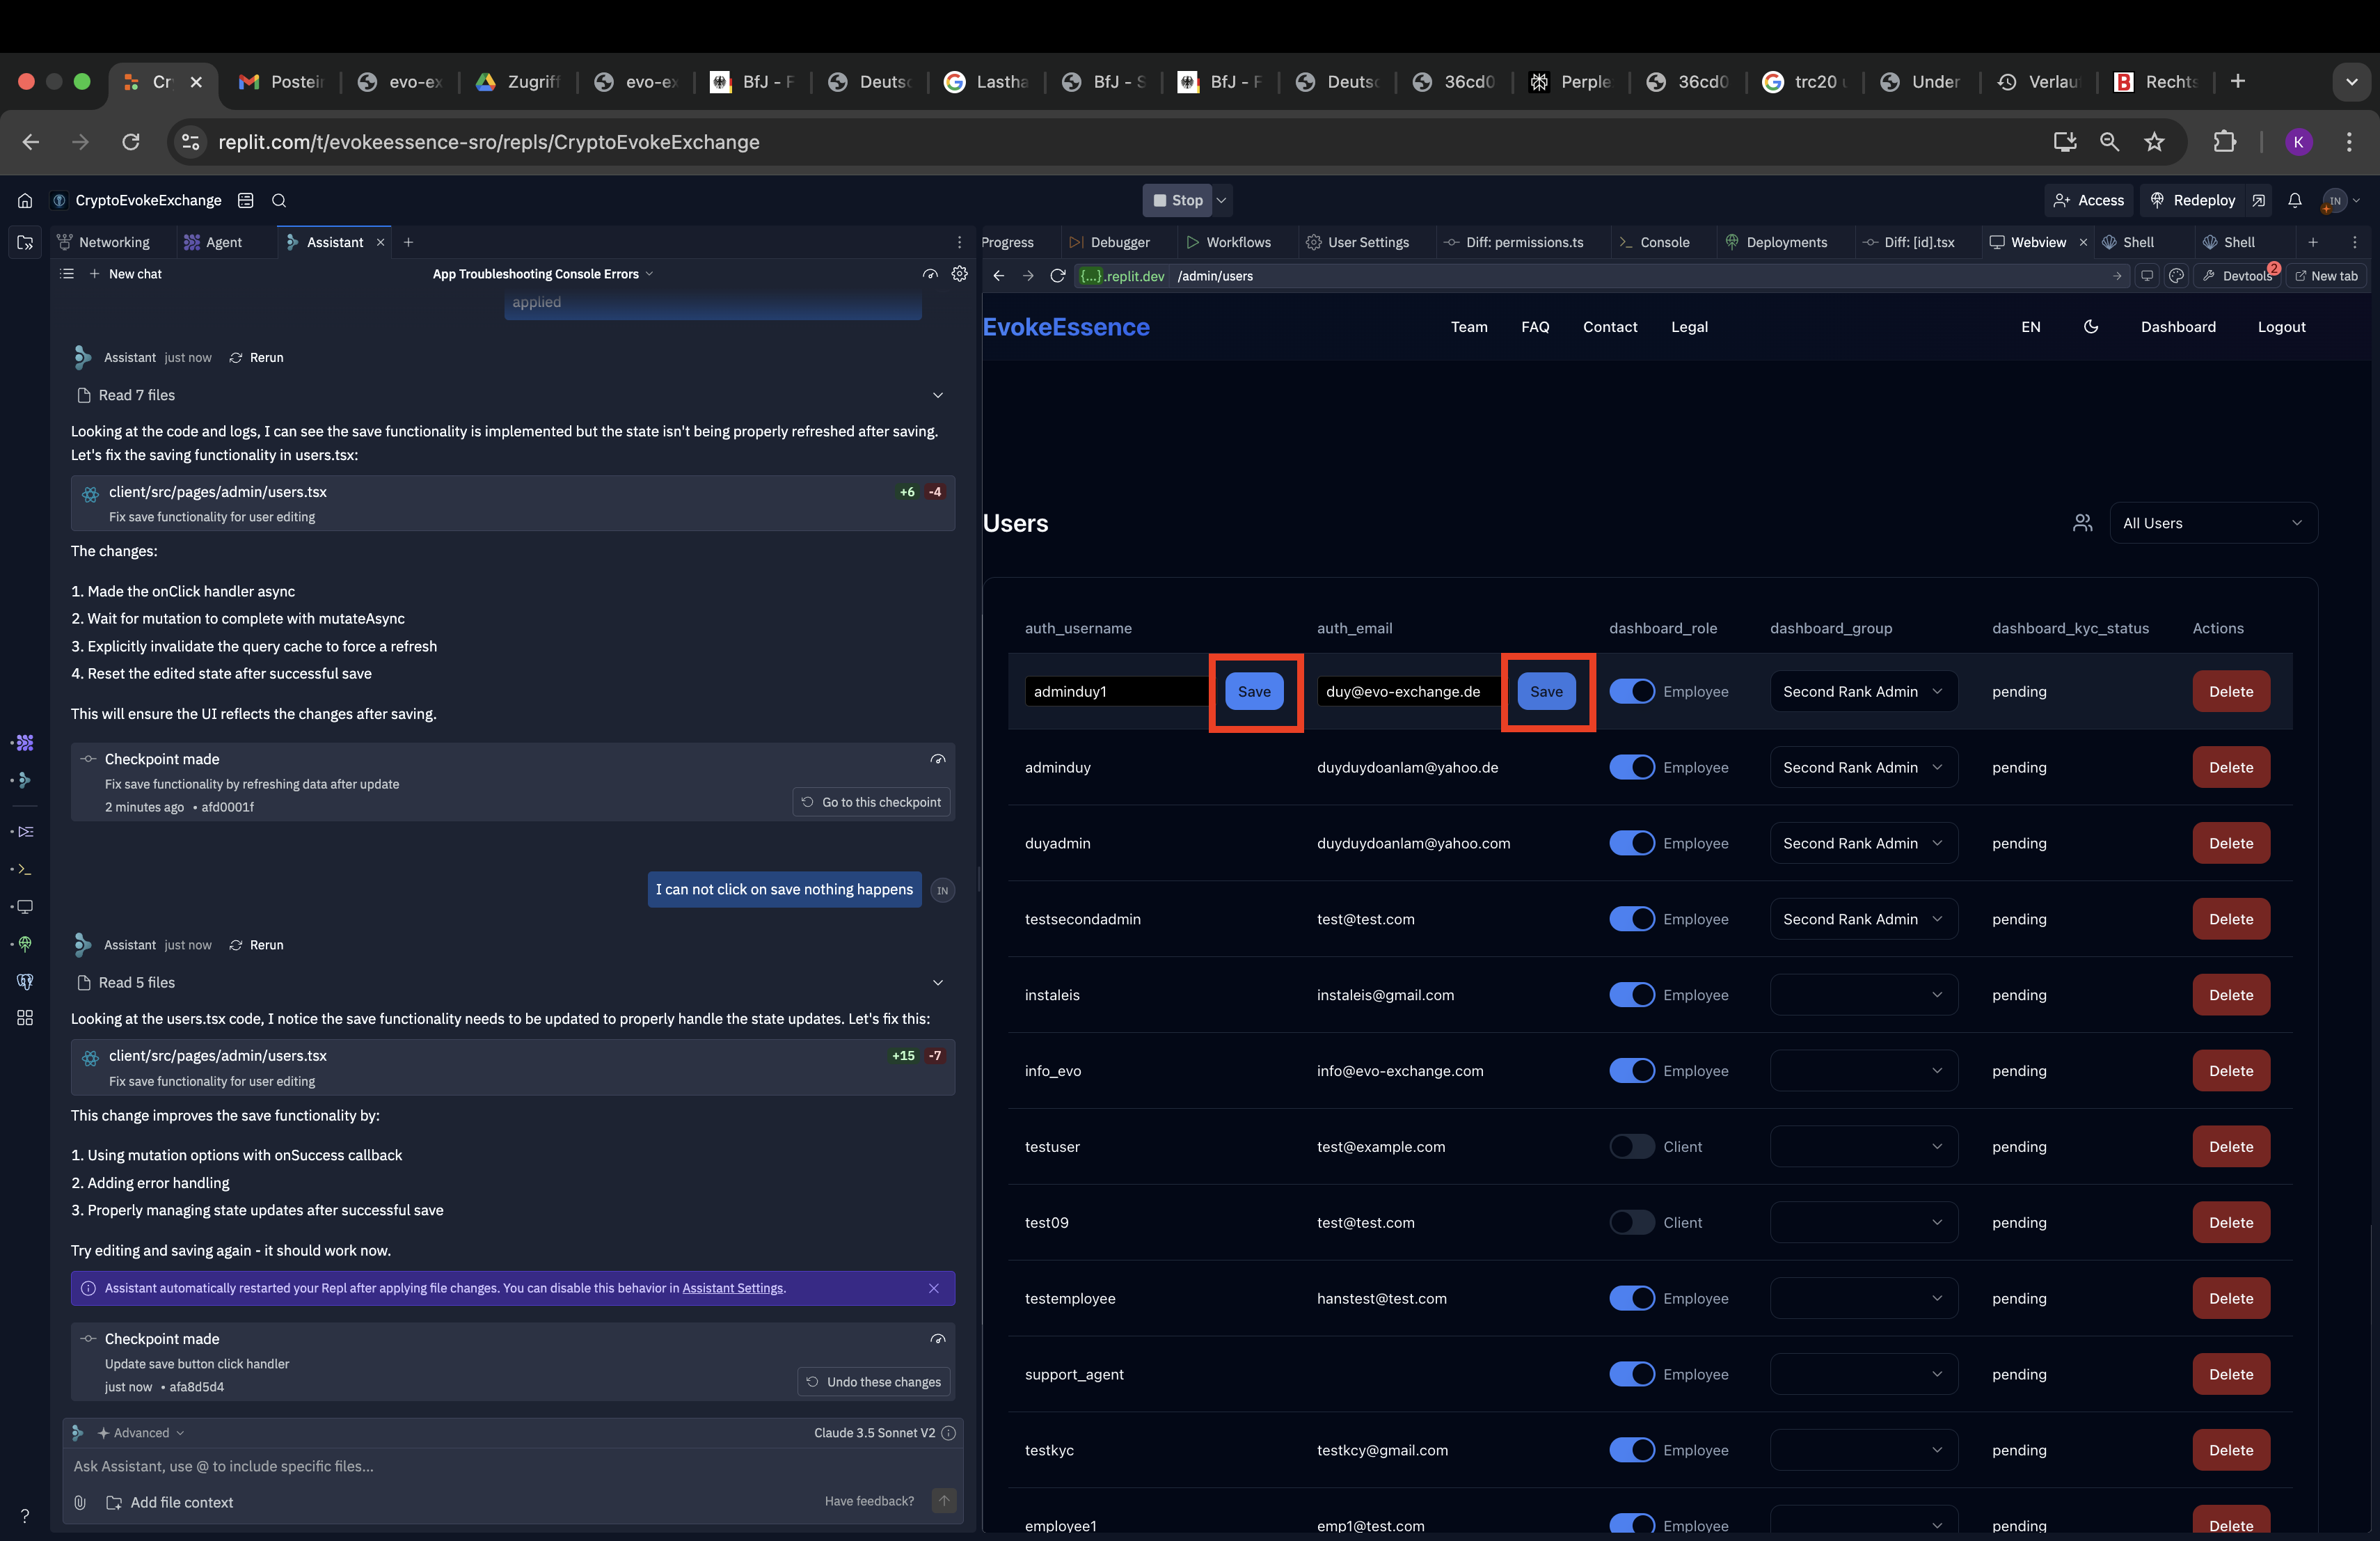 Cr
Postein
evo-ex
Zugriff
evo-ex
BfJ - F
Deutsc
Lastha
BfJ - S
BfJ - F
Deutsc
36cd0
Perple
36cd0
trc20 u
Under
Verlau
Rechts
replit.com/t/evokeessence-sro/repls/CryptoEvokeExchange
K
CryptoEvokeExchange
Stop
Access
Redeploy
IN
Networking
Agent
Assistant
Progress
Debugger
Workflows
User Settings
Diff: permissions.ts
Console
Deployments
Diff: [id].tsx
Webview
Shell
Shell
New chat
App Troubleshooting Console Errors
{...}.replit.dev
/admin/users
Devtools
2
New tab
applied
Assistant just now Rerun
Read 7 files
Looking at the code and logs, I can see the save functionality is implemented but the state isn't being properly refreshed after saving.
Let's fix the saving functionality in users.tsx:
client/src/pages/admin/users.tsx
+6 -4
Fix save functionality for user editing
The changes:
1. Made the onClick handler async
2. Wait for mutation to complete with mutateAsync
3. Explicitly invalidate the query cache to force a refresh
4. Reset the edited state after successful save
This will ensure the UI reflects the changes after saving.
Checkpoint made
Fix save functionality by refreshing data after update
2 minutes ago • afd0001f
Go to this checkpoint
I can not click on save nothing happens
IN
Assistant just now Rerun
Read 5 files
Looking at the users.tsx code, I notice the save functionality needs to be updated to properly handle the state updates. Let's fix this:
client/src/pages/admin/users.tsx
+15 -7
Fix save functionality for user editing
This change improves the save functionality by:
1. Using mutation options with onSuccess callback
2. Adding error handling
3. Properly managing state updates after successful save
Try editing and saving again - it should work now.
Assistant automatically restarted your Repl after applying file changes. You can disable this behavior in Assistant Settings.
Checkpoint made
Update save button click handler
just now • afa8d5d4
Undo these changes
Advanced
Claude 3.5 Sonnet V2
Ask Assistant, use @ to include specific files...
Add file context
Have feedback?
?
EvokeEssence
Team
FAQ
Contact
Legal
EN
Dashboard
Logout
Users
All Users
auth_username auth_email dashboard_role dashboard_group dashboard_kyc_status Actions
adminduy1 Save duy@evo-exchange.de Save Employee Second Rank Admin pending Delete
adminduy duyduydoanlam@yahoo.de Employee Second Rank Admin pending Delete
duyadmin duyduydoanlam@yahoo.com Employee Second Rank Admin pending Delete
testsecondadmin test@test.com Employee Second Rank Admin pending Delete
instaleis instaleis@gmail.com Employee pending Delete
info_evo info@evo-exchange.com Employee pending Delete
testuser test@example.com Client pending Delete
test09 test@test.com Client pending Delete
testemployee hanstest@test.com Employee pending Delete
support_agent Employee pending Delete
testkyc testkcy@gmail.com Employee pending Delete
employee1 emp1@test.com Employee pending Delete